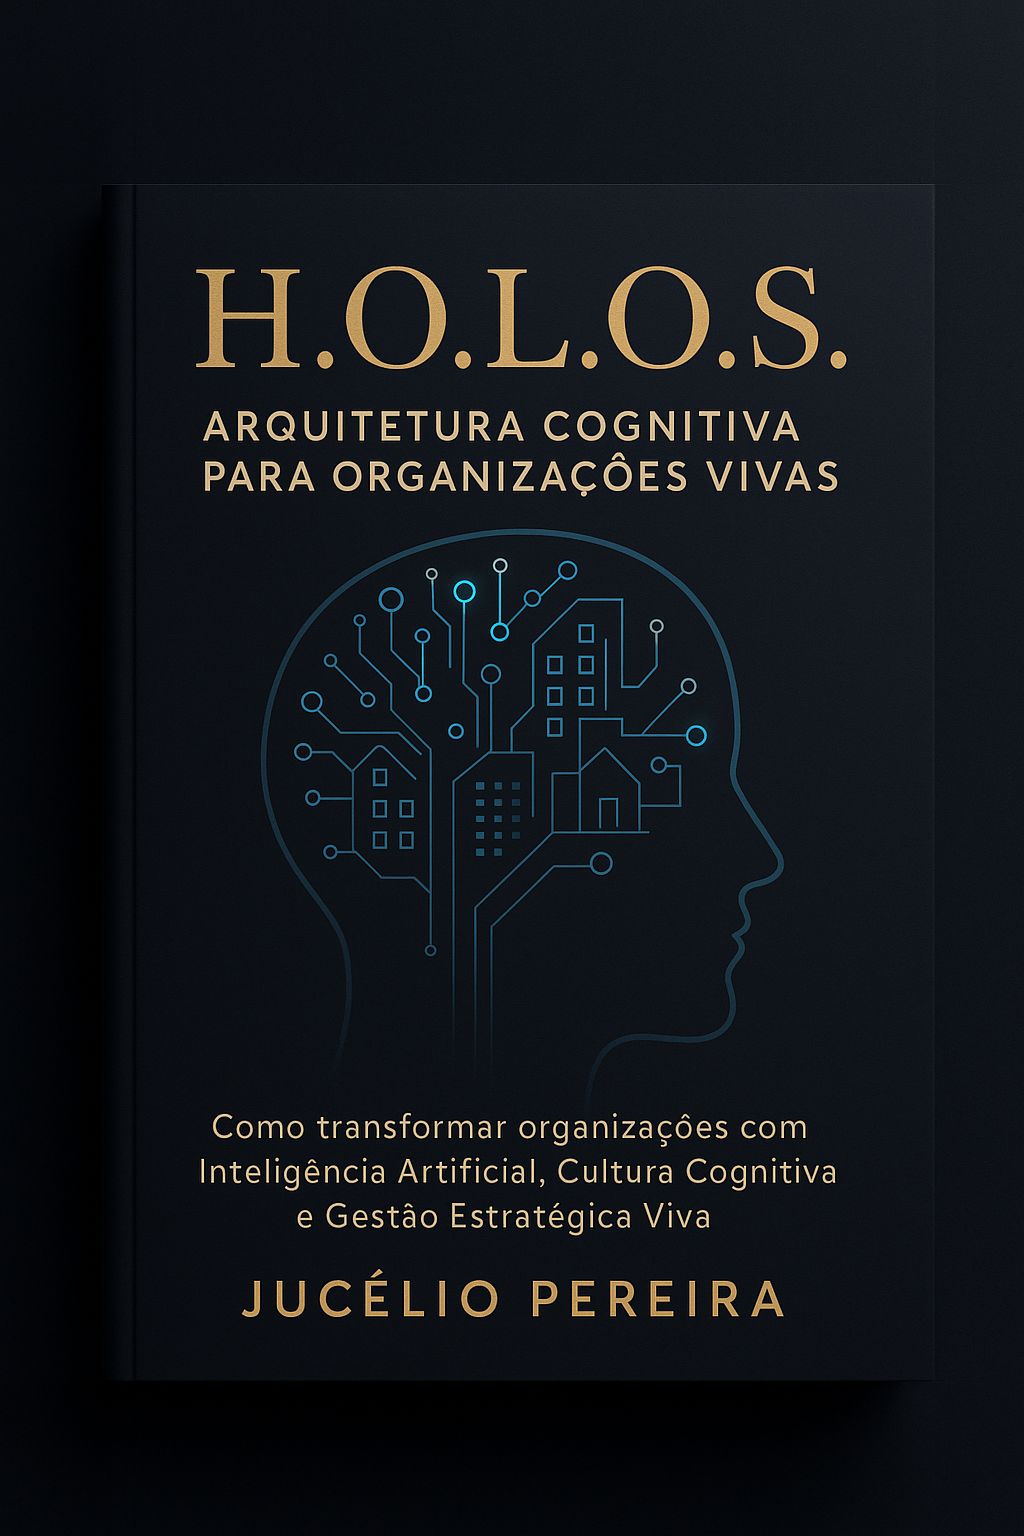 H.O.L.O.S.
ARQUITETURA COGNITIVA
PARA ORGANIZAÇÔES VIVAS
Como transformar organizaçôes com
Inteligência Artificial, Cultura Cognitiva
e Gestâo Estratégica Viva
JUCÉLIO PEREIRA